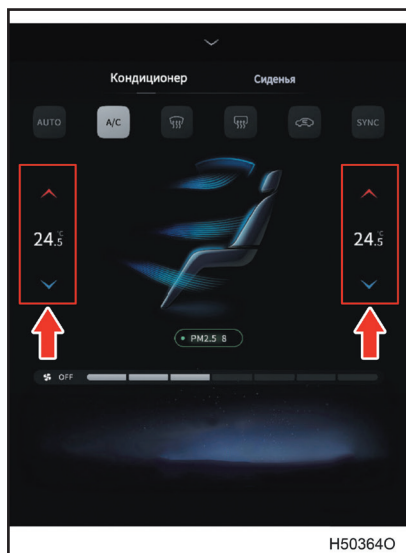 Кондиционер Сиденья
AUTO A/C SYNC
24.5 °C 24.5 °C
PM2.5 8
OFF
H50364O